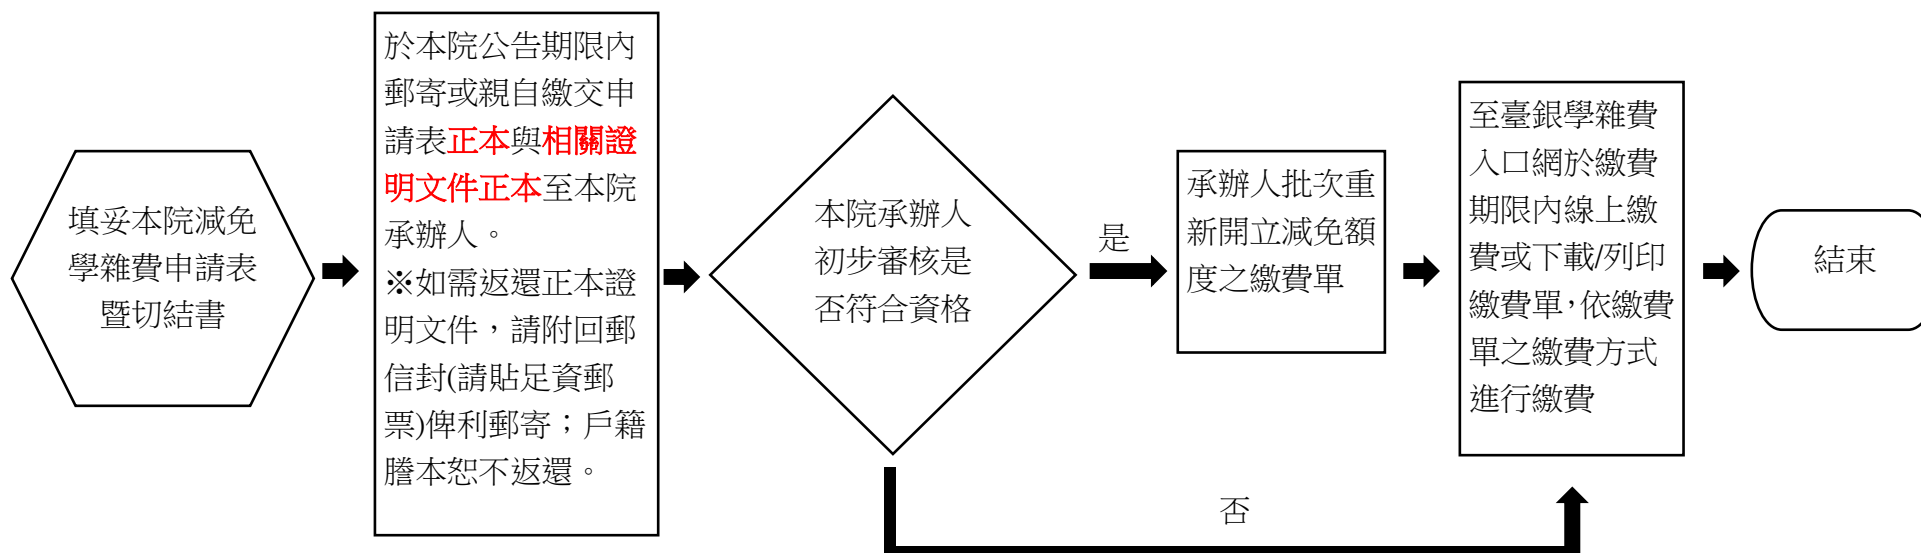 填妥本院減免
學雜費申請表
暨切結書
於本院公告期限內
郵寄或親自繳交申
請表正本與相關證
明文件正本至本院
承辦人。
※如需返還正本證
明文件，請附回郵
信封(請貼足資郵
票)俾利郵寄；戶籍
謄本恕不返還。
本院承辦人
初步審核是
否符合資格
是
承辦人批次重
新開立減免額
度之繳費單
至臺銀學雜費
入口網於繳費
期限內線上繳
費或下載/列印
繳費單，依繳費
單之繳費方式
進行繳費
結束
否